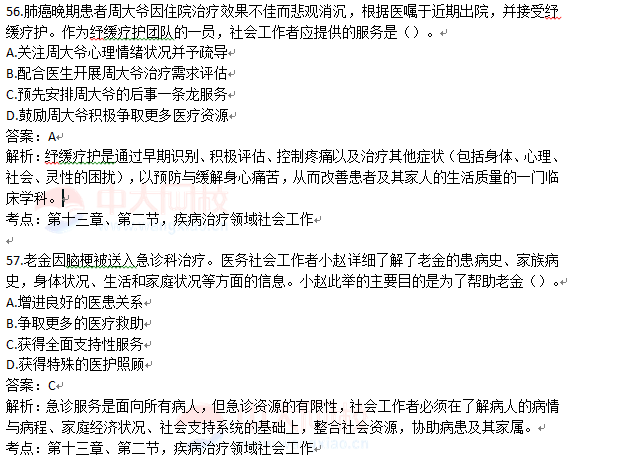 56.肺癌晚期患者周大爷因住院治疗效果不佳而悲观消沉，根据医嘱于近期出院，并接受纾
缓疗护。作为纾缓疗护团队的一员，社会工作者应提供的服务是（）。
A.关注周大爷心理情绪状况并予疏导
B.配合医生开展周大爷治疗需求评估
C.预先安排周大爷的后事一条龙服务
D.鼓励周大爷积极争取更多医疗资源
答案：A
解析：纾缓疗护是通过早期识别、积极评估、控制疼痛以及治疗其他症状（包括身体、心理、
社会、灵性的困扰），以预防与缓解身心痛苦，从而改善患者及其家人的生活质量的一门临
床学科。
中大网校
考点：第十三章、第二节，疾病治疗领域社会工作
57.老金因脑梗被送入急诊科治疗。医务社会工作者小赵详细了解了老金的患病史、家族病
史，身体状况、生活和家庭状况等方面的信息。小赵此举的主要目的是为了帮助老金（）。
A.增进良好的医患关系
B.争取更多的医疗救助
C.获得全面支持性服务
D.获得特殊的医护照顾
答案：C
解析：急诊服务是面向所有病人，但急诊资源的有限性，社会工作者必须在了解病人的病情
与病程、家庭经济状况、社会支持系统的基础上，整合社会资源，协助病患及其家属。
考点：第十三章、第二节，疾病治疗领域社会工作